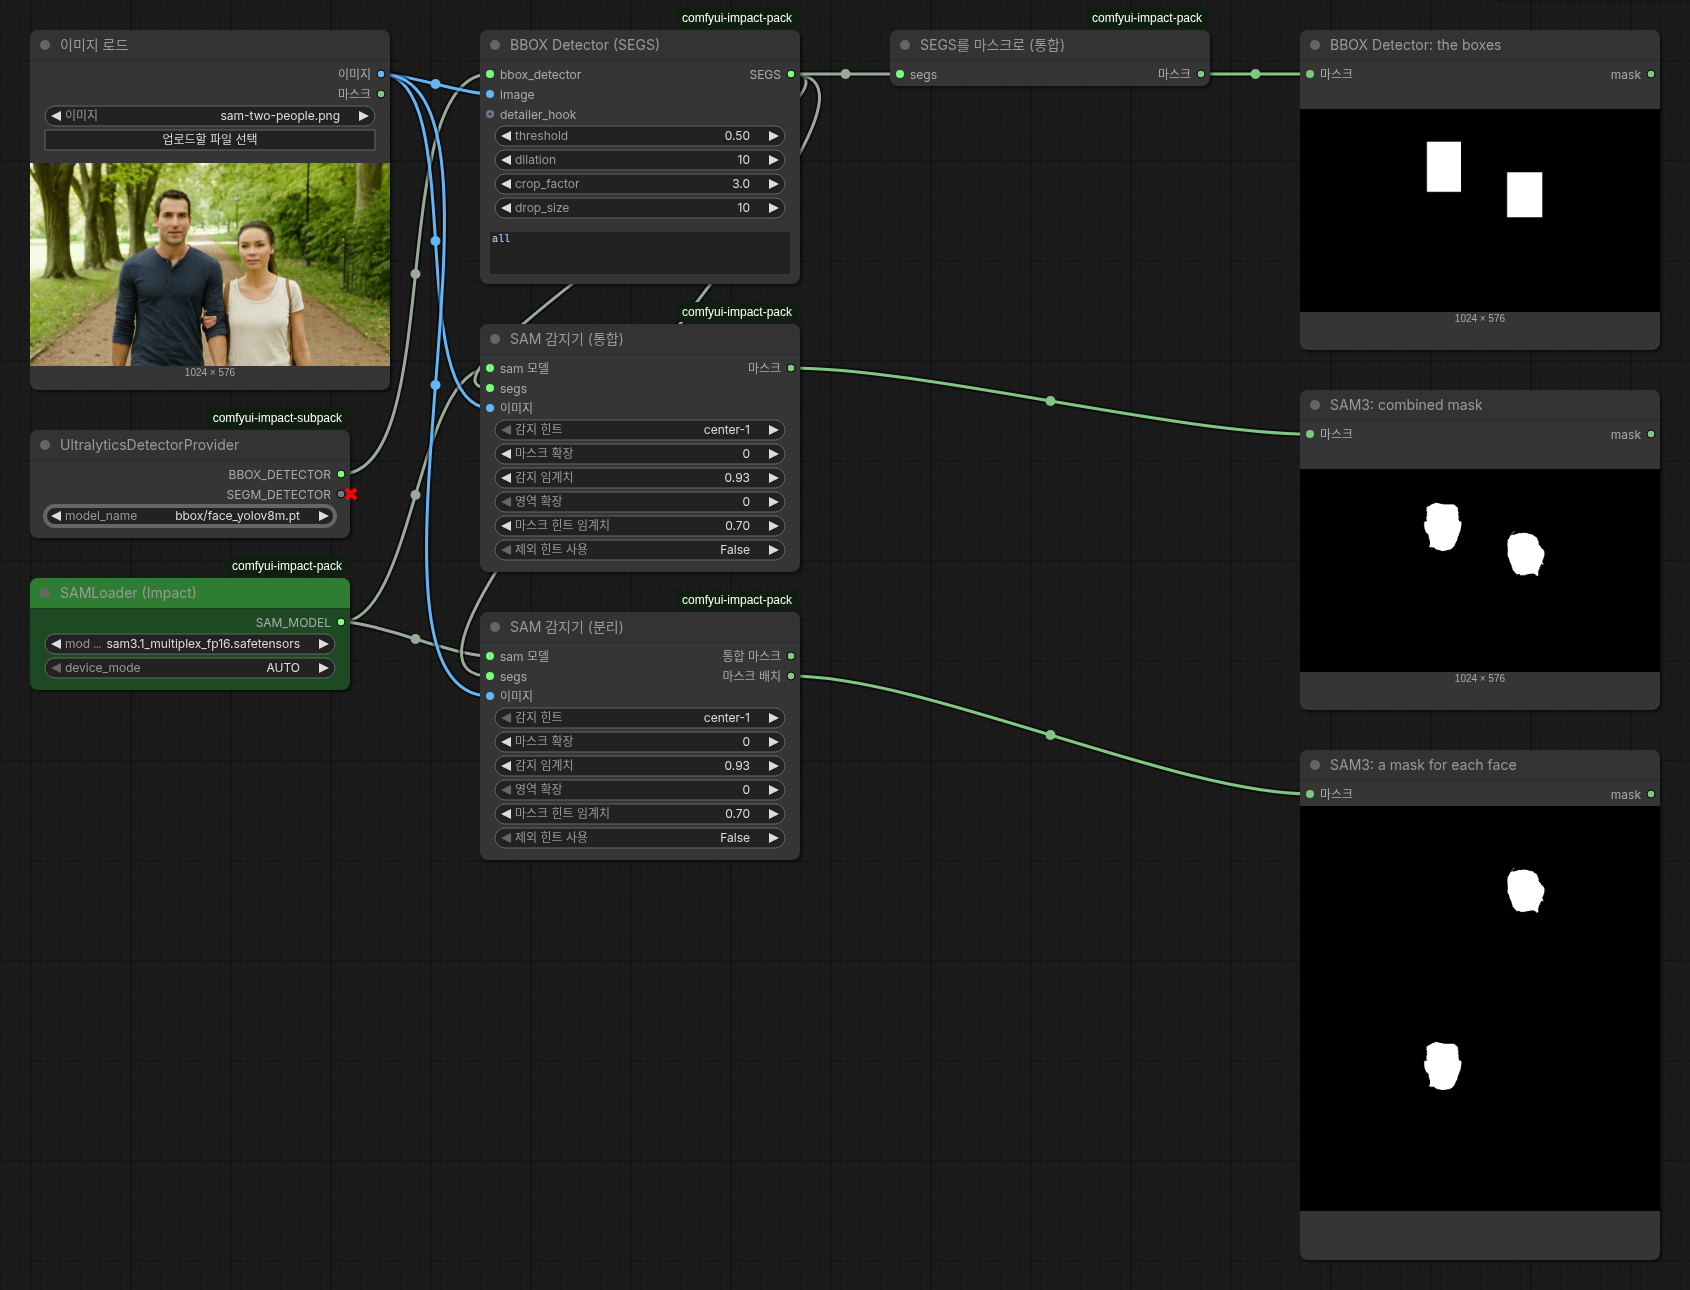 이미지 로드
이미지
마스크
이미지 sam-two-people.png
업로드할 파일 선택
1024 × 576
comfyui-impact-subpack
UltralyticsDetectorProvider
BBOX_DETECTOR
SEGM_DETECTOR
model_name bbox/face_yolov8m.pt
comfyui-impact-pack
SAMLoader (Impact)
SAM_MODEL
mod ... sam3.1_multiplex_fp16.safetensors
device_mode AUTO
comfyui-impact-pack
BBOX Detector (SEGS)
bbox_detector SEGS
image
detailer_hook
threshold 0.50
dilation 10
crop_factor 3.0
drop_size 10
all
comfyui-impact-pack
SAM 감지기 (통합)
sam 모델 마스크
segs
이미지
감지 힌트 center-1
마스크 확장 0
감지 임계치 0.93
영역 확장 0
마스크 힌트 임계치 0.70
제외 힌트 사용 False
comfyui-impact-pack
SAM 감지기 (분리)
sam 모델 통합 마스크
segs 마스크 배치
이미지
감지 힌트 center-1
마스크 확장 0
감지 임계치 0.93
영역 확장 0
마스크 힌트 임계치 0.70
제외 힌트 사용 False
comfyui-impact-pack
SEGS를 마스크로 (통합)
segs 마스크
BBOX Detector: the boxes
마스크 mask
1024 × 576
SAM3: combined mask
마스크 mask
1024 × 576
SAM3: a mask for each face
마스크 mask